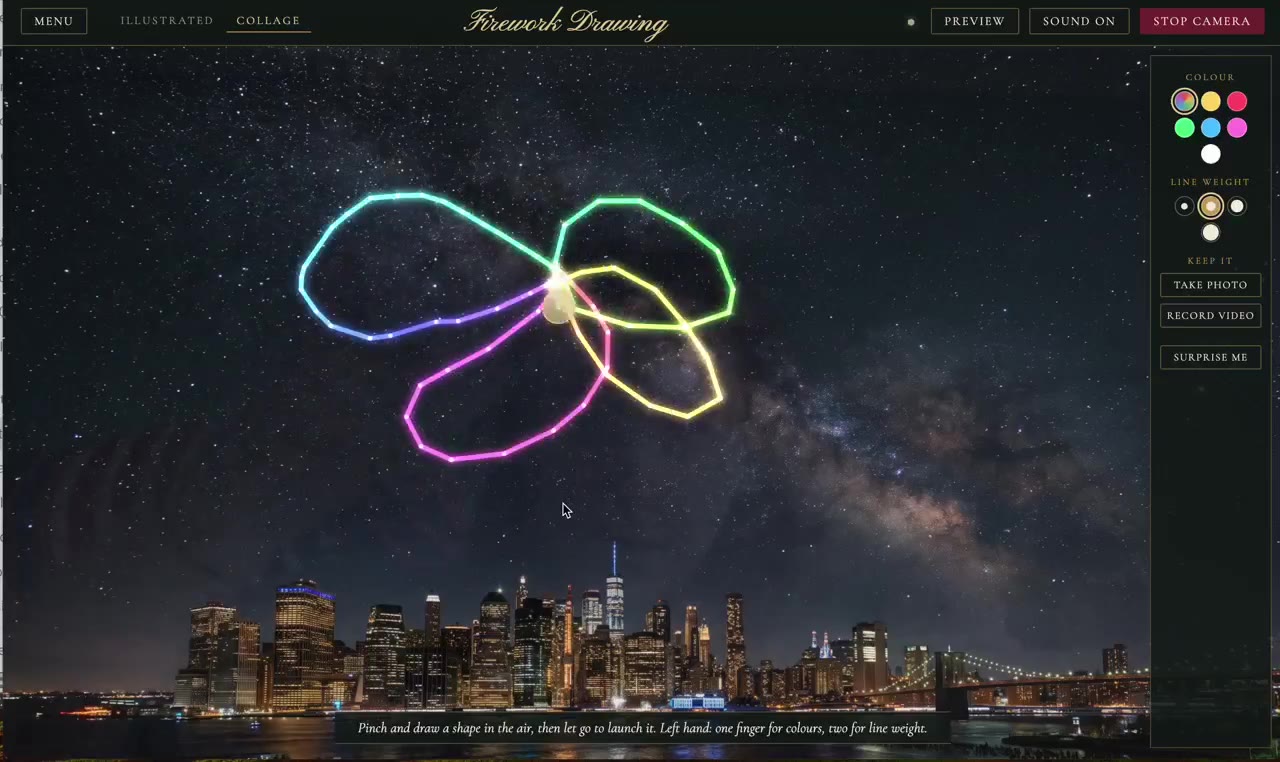 MENU
ILLUSTRATED
COLLAGE
Firework Drawing
PREVIEW
SOUND ON
STOP CAMERA
COLOUR
LINE WEIGHT
KEEP IT
TAKE PHOTO
RECORD VIDEO
SURPRISE ME
Pinch and draw a shape in the air, then let go to launch it. Left hand: one finger for colours, two for line weight.